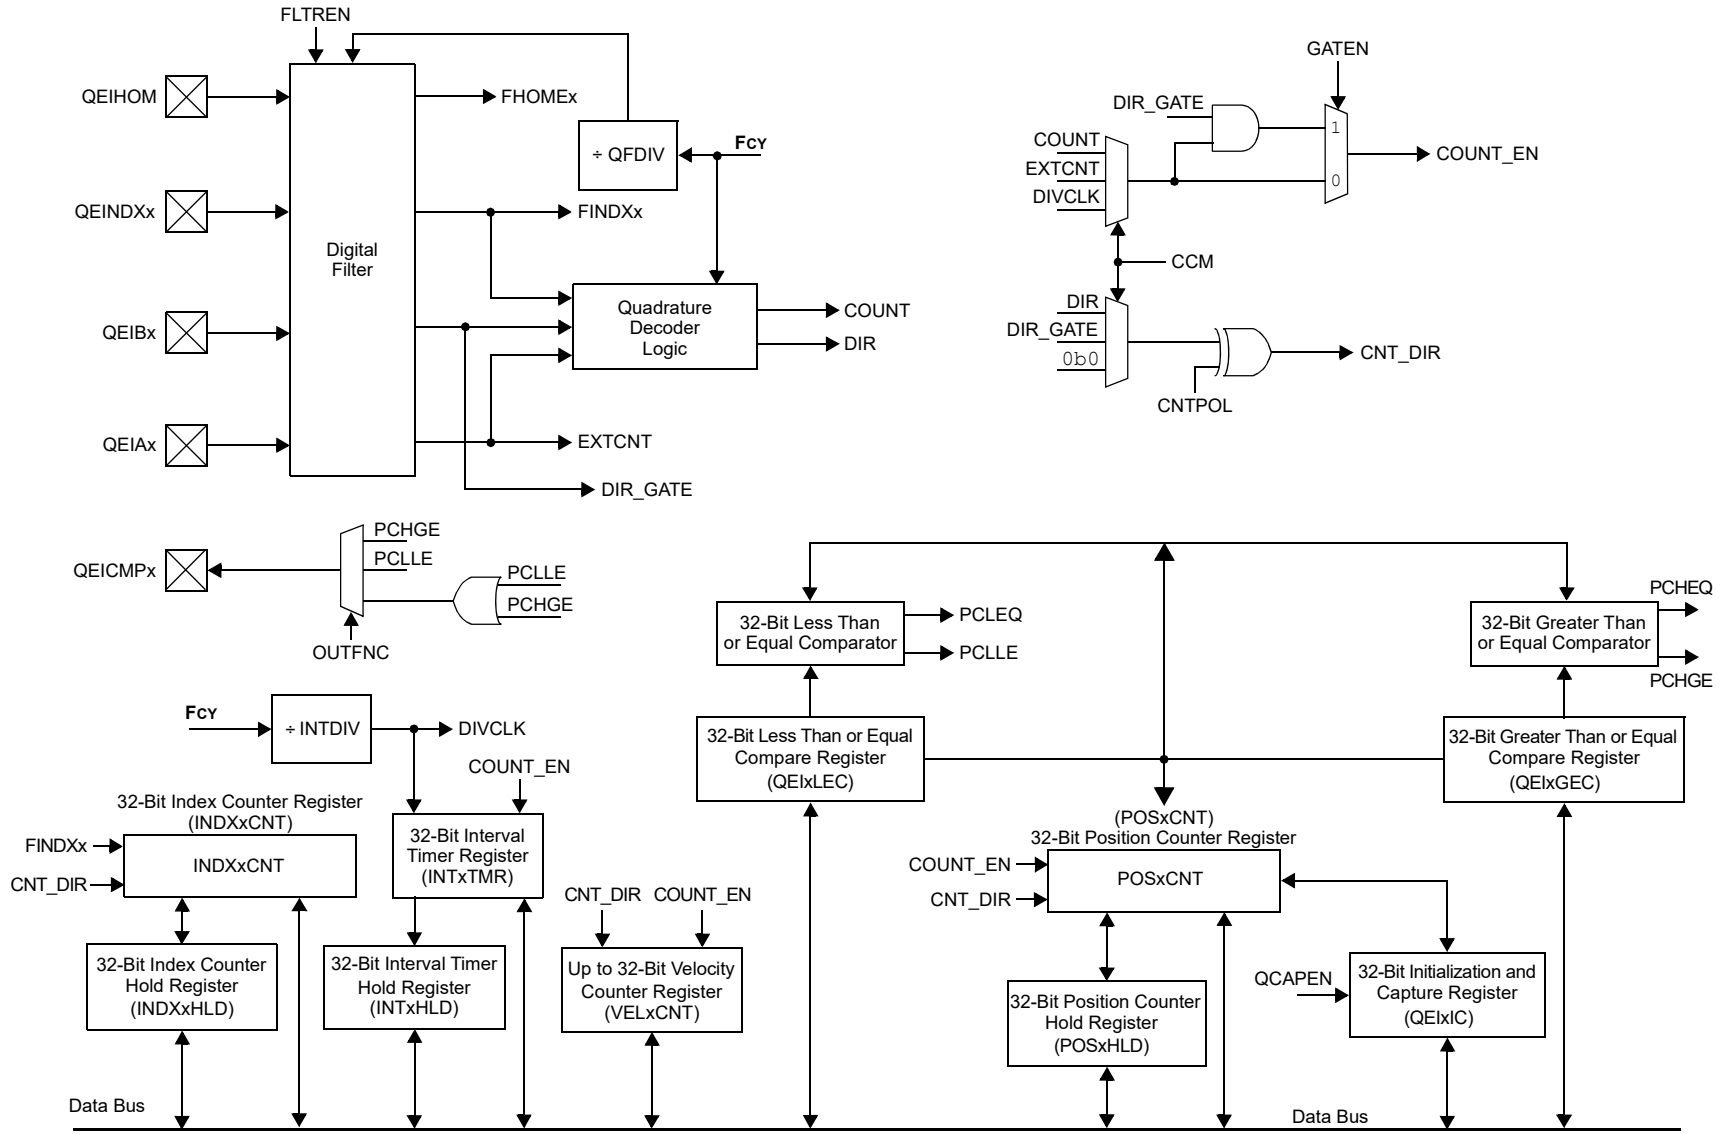 FLTREN
QEIHOM
FHOMEx
÷ QFDIV
FCY
QEINDXx
FINDXx
Digital
Filter
QEIBx
Quadrature
Decoder
Logic
COUNT
DIR
QEIAx
EXTCNT
DIR_GATE
GATEN
DIR_GATE
COUNT
EXTCNT
DIVCLK
1
0
COUNT_EN
CCM
DIR
DIR_GATE
0b0
CNT_DIR
CNTPOL
QEICMPx
PCHGE
PCLLE
PCLLE
PCHGE
OUTFNC
32-Bit Less Than
or Equal Comparator
PCLEQ
PCLLE
32-Bit Greater Than
or Equal Comparator
PCHEQ
PCHGE
FCY
÷ INTDIV
DIVCLK
COUNT_EN
32-Bit Less Than or Equal
Compare Register
(QEIxLEC)
32-Bit Greater Than or Equal
Compare Register
(QEIxGEC)
32-Bit Index Counter Register
(INDXxCNT)
FINDXx
CNT_DIR
INDXxCNT
32-Bit Interval
Timer Register
(INTxTMR)
(POSxCNT)
32-Bit Position Counter Register
COUNT_EN
CNT_DIR
POSxCNT
CNT_DIR
COUNT_EN
32-Bit Index Counter
Hold Register
(INDXxHLD)
32-Bit Interval Timer
Hold Register
(INTxHLD)
Up to 32-Bit Velocity
Counter Register
(VELxCNT)
32-Bit Position Counter
Hold Register
(POSxHLD)
QCAPEN
32-Bit Initialization and
Capture Register
(QEIxIC)
Data Bus
Data Bus